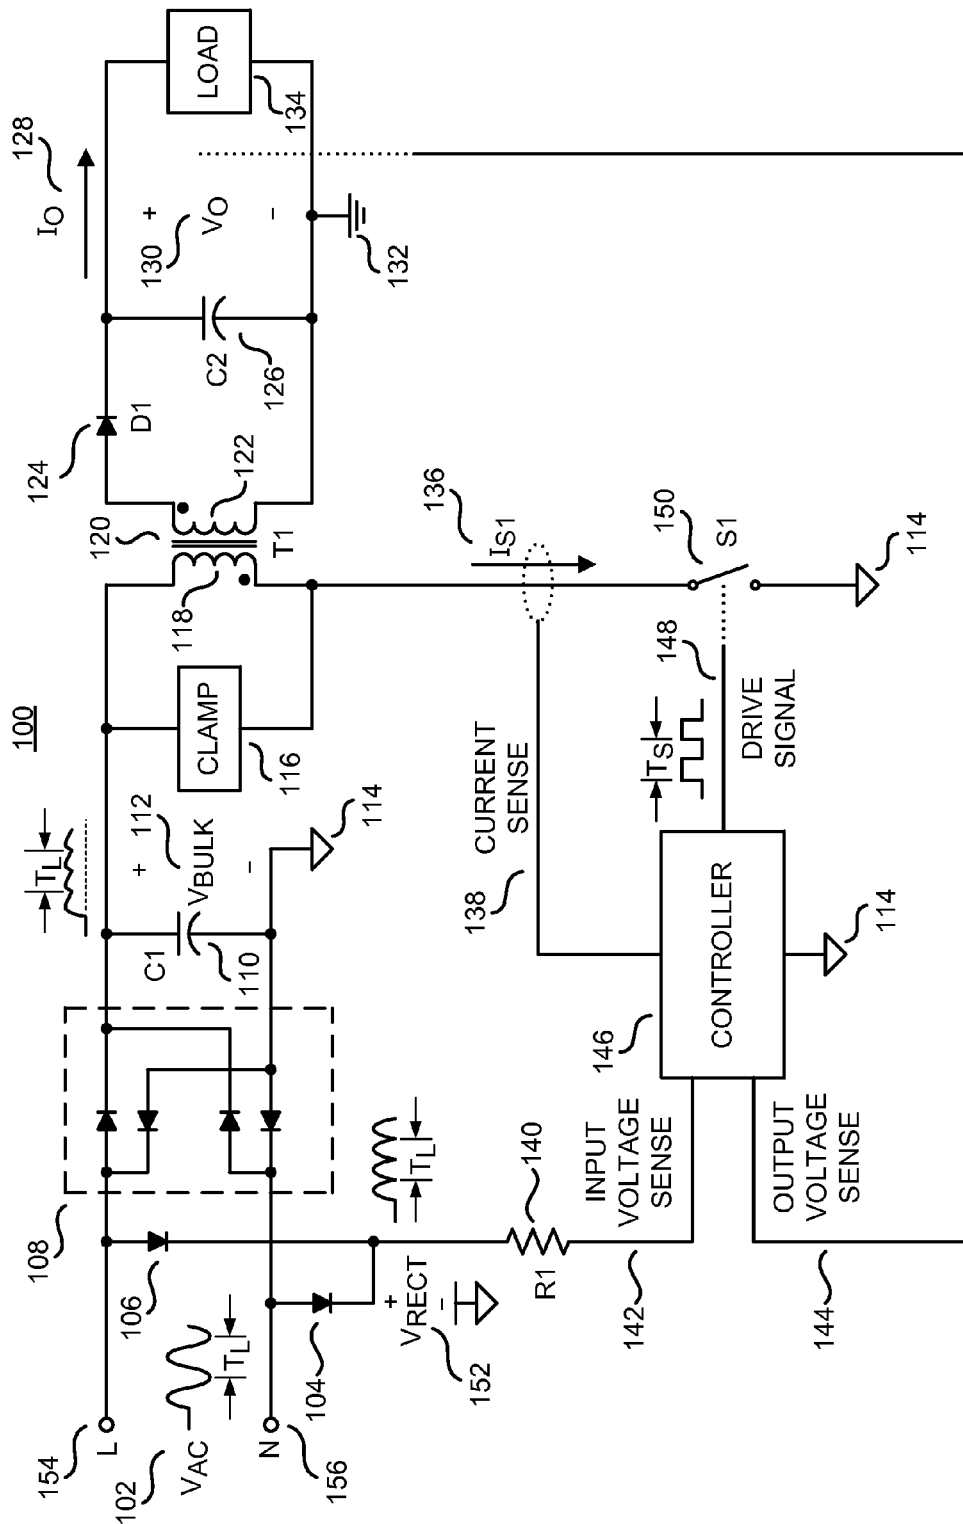 100
154
L
102
VAC
TL
N
156
108
106
104
+
VRECT
-
152
TL
140
R1
INPUT
VOLTAGE
SENSE
142
OUTPUT
VOLTAGE
SENSE
144
TL
C1
110
+
112
VBULK
-
114
CLAMP
116
118
120
T1
122
124
D1
C2
126
IO
128
+
130
VO
-
132
LOAD
134
136
IS1
CURRENT
SENSE
138
146
CONTROLLER
114
TS
148
DRIVE
SIGNAL
150
S1
114